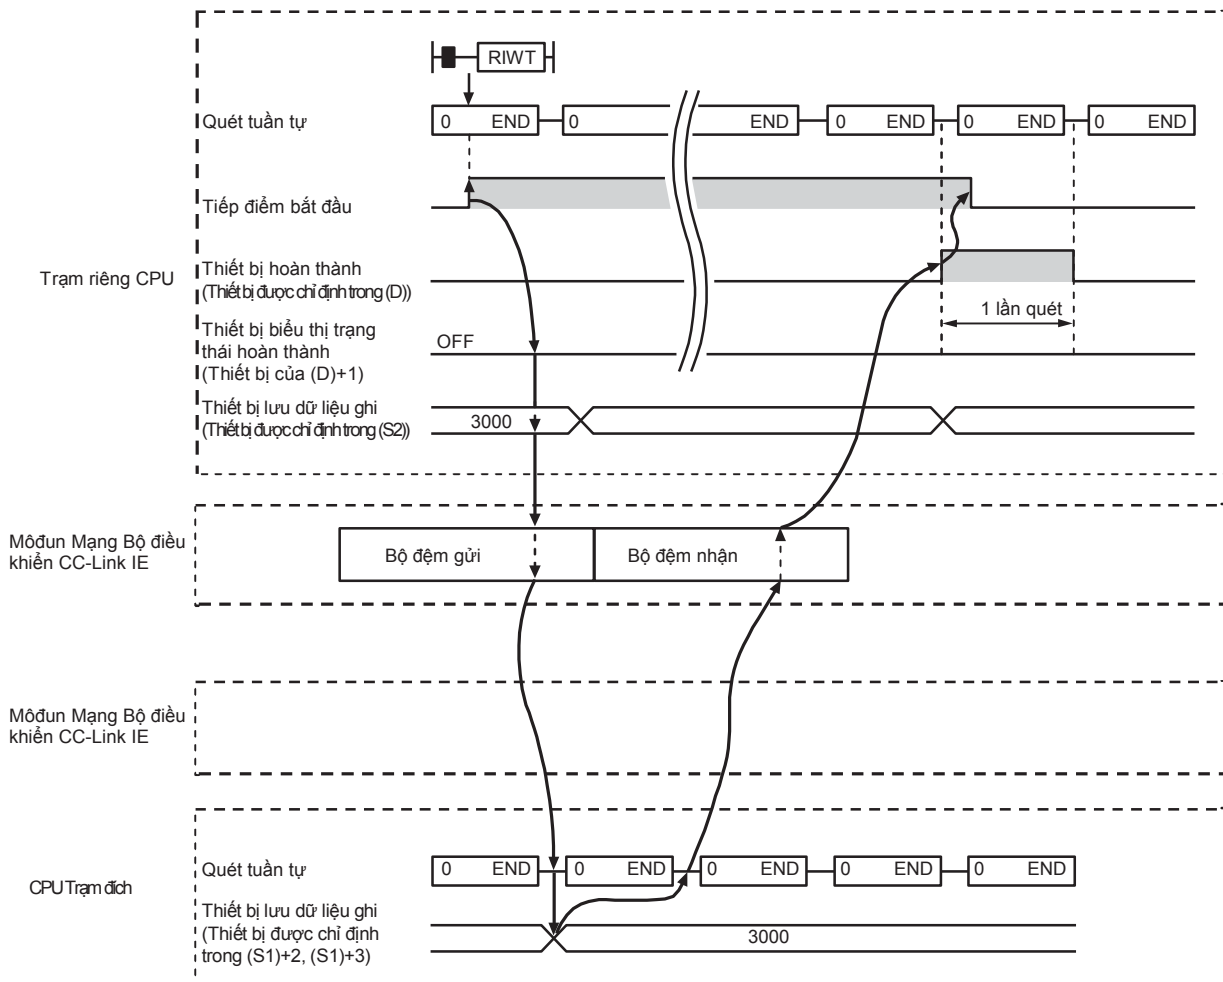 RIWT
Quét tuần tự
0 END 0 END 0 END 0 END 0 END
Tiếp điểm bắt đầu
Trạm riêng CPU
Thiết bị hoàn thành
(Thiết bị được chỉ định trong (D))
1 lần quét
Thiết bị biểu thị trạng
thái hoàn thành
(Thiết bị của (D)+1)
OFF
Thiết bị lưu dữ liệu ghi
(Thiết bị được chỉ định trong (S2))
3000
Môđun Mạng Bộ điều
khiển CC-Link IE
Bộ đệm gửi
Bộ đệm nhận
Môđun Mạng Bộ điều
khiển CC-Link IE
CPU Trạm đích
Quét tuần tự
0 END 0 END 0 END 0 END 0 END
Thiết bị lưu dữ liệu ghi
(Thiết bị được chỉ định
trong (S1)+2, (S1)+3)
3000